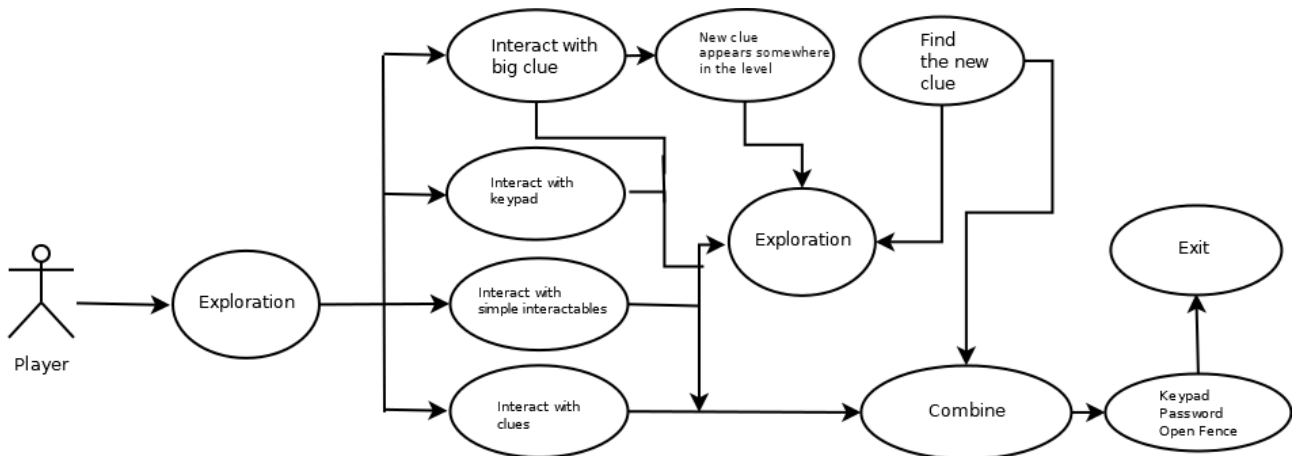 Interact with
big clue
New clue
appears somewhere
in the level
Find
the new
clue
Interact with
keypad
Exploration
Exit
Exploration
Interact with
simple interactables
Player
Interact with
clues
Combine
Keypad
Password
Open Fence